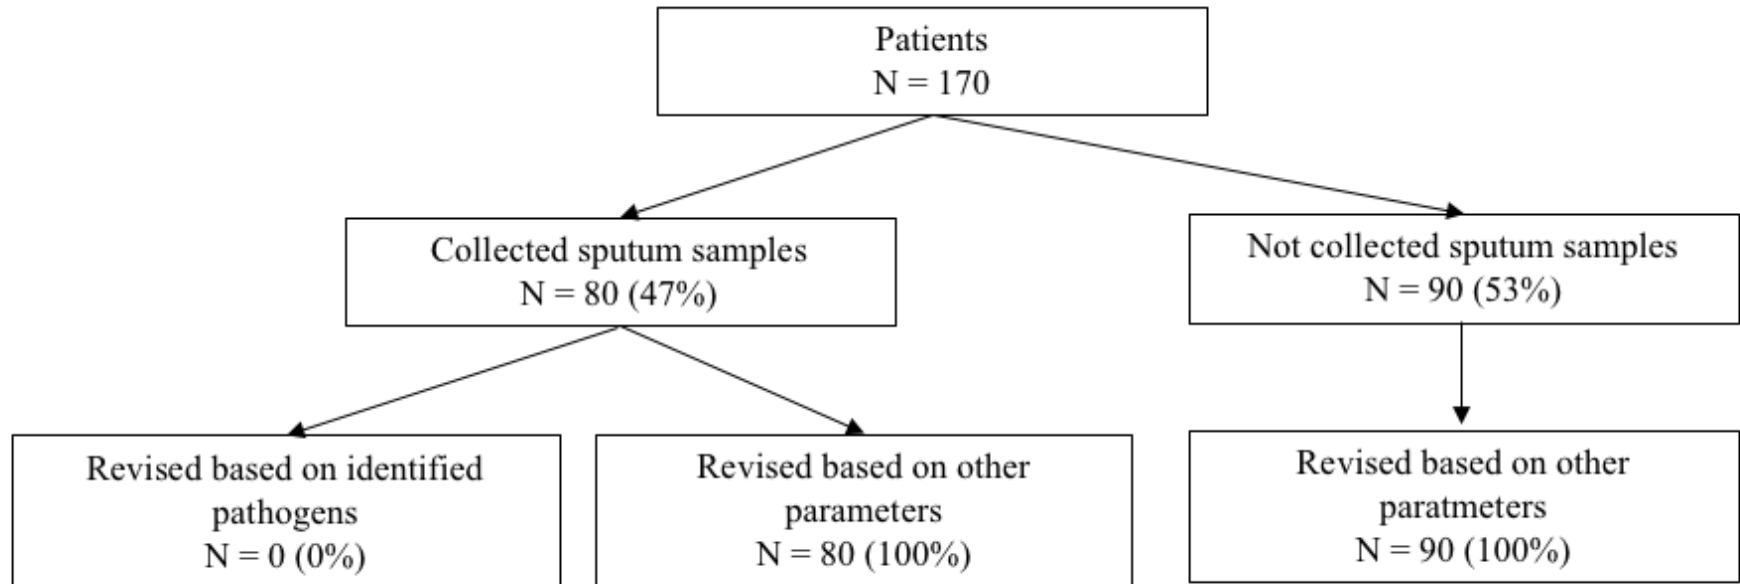 Patients
N = 170
Collected sputum samples
N = 80 (47%)
Not collected sputum samples
N = 90 (53%)
Revised based on identified
pathogens
N = 0 (0%)
Revised based on other
parameters
N = 80 (100%)
Revised based on other
paratmeters
N = 90 (100%)